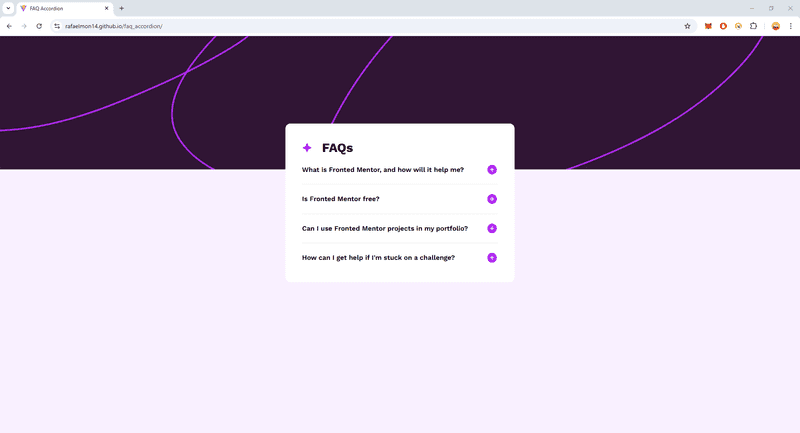 FAQ Accordion
rafaelmon14.github.io/faq_accordion/
FAQs
What is Fronted Mentor, and how will it help me?
Is Fronted Mentor free?
Can I use Fronted Mentor projects in my portfolio?
How can I get help if I'm stuck on a challenge?